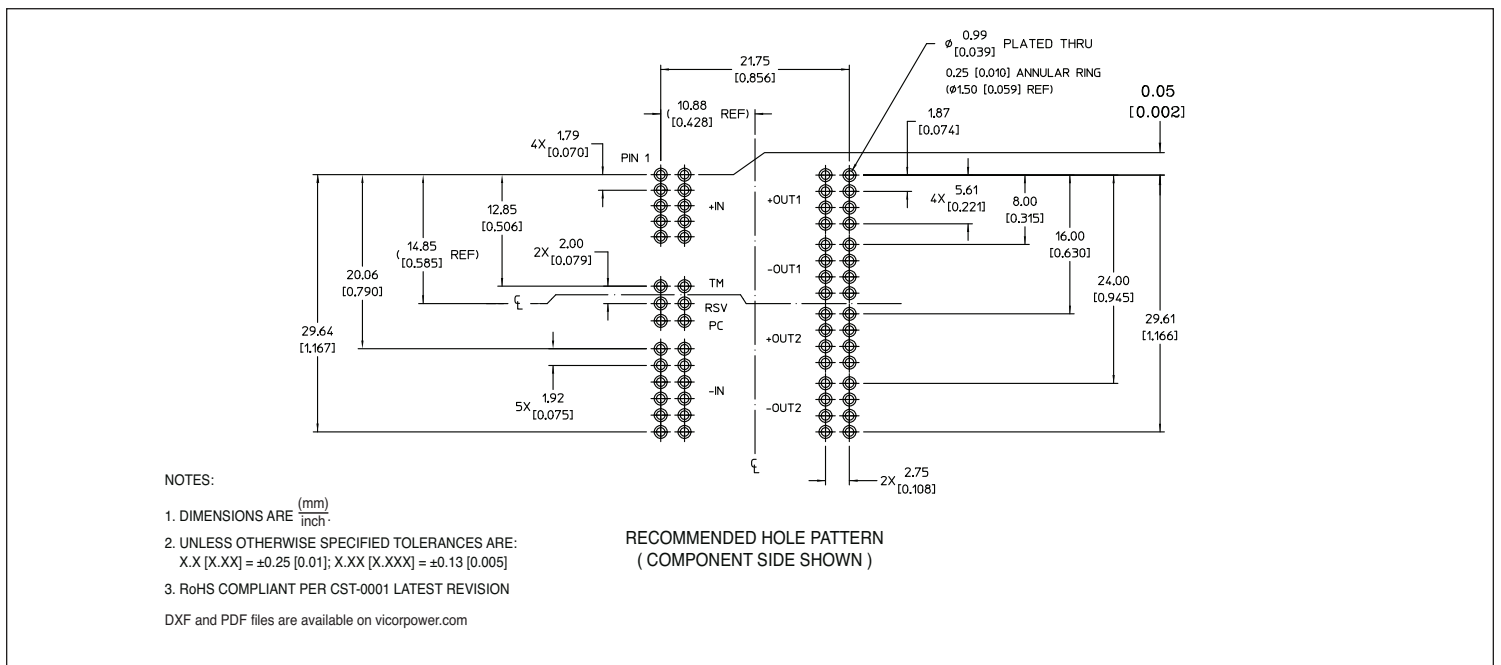 ø 0.99 [0.039] PLATED THRU
0.25 [0.010] ANNULAR RING
(ø1.50 [0.059] REF)
21.75
[0.856]
( 10.88 [0.428] REF)
0.05
[0.002]
1.87
[0.074]
4X 1.79 [0.070]
PIN 1
+IN
+OUT1
4X 5.61 [0.221]
8.00
[0.315]
12.85
[0.506]
( 14.85 [0.585] REF)
2X 2.00 [0.079]
16.00
[0.630]
20.06
[0.790]
-OUT1
TM
24.00
[0.945]
℄
RSV
PC
29.64
[1.167]
29.61
[1.166]
+OUT2
-IN
5X 1.92 [0.075]
-OUT2
℄
2X 2.75 [0.108]
NOTES:
1. DIMENSIONS ARE (mm) / inch.
2. UNLESS OTHERWISE SPECIFIED TOLERANCES ARE:
X.X [X.XX] = ±0.25 [0.01]; X.XX [X.XXX] = ±0.13 [0.005]
3. RoHS COMPLIANT PER CST-0001 LATEST REVISION
DXF and PDF files are available on vicorpower.com
RECOMMENDED HOLE PATTERN
( COMPONENT SIDE SHOWN )